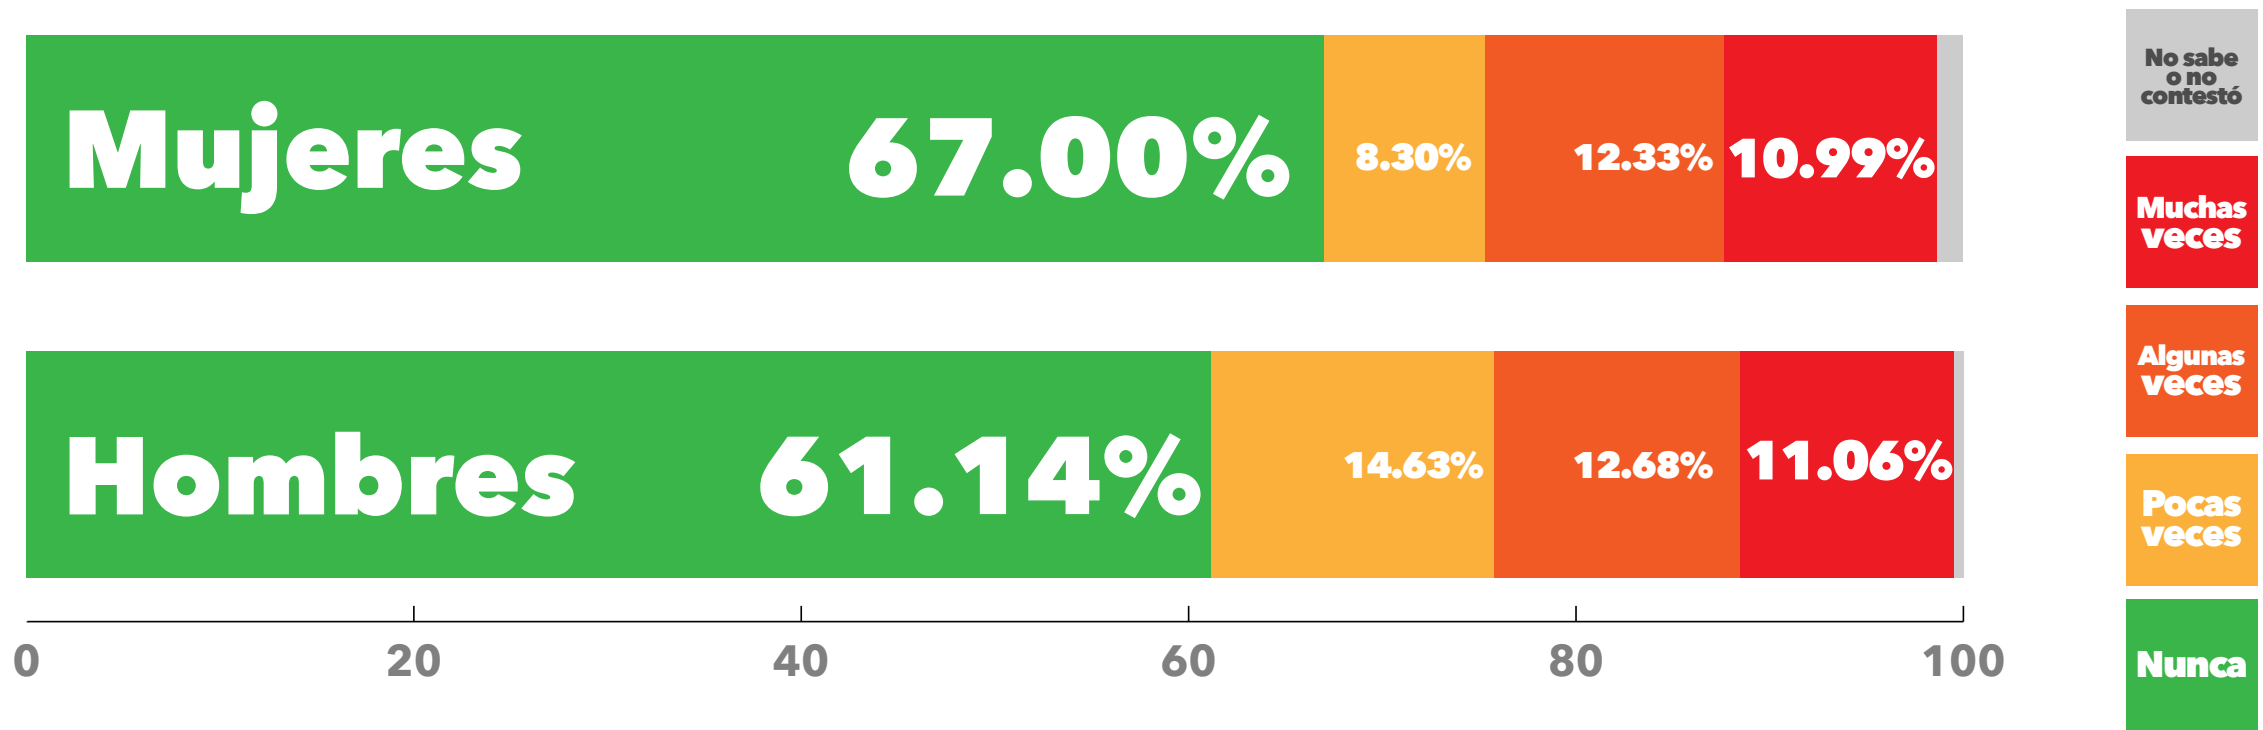 Mujeres 67.00% 8.30% 12.33% 10.99%
Hombres 61.14% 14.63% 12.68% 11.06%
0 20 40 60 80 100
No sabe
o no
contestó
Muchas
veces
Algunas
veces
Pocas
veces
Nunca